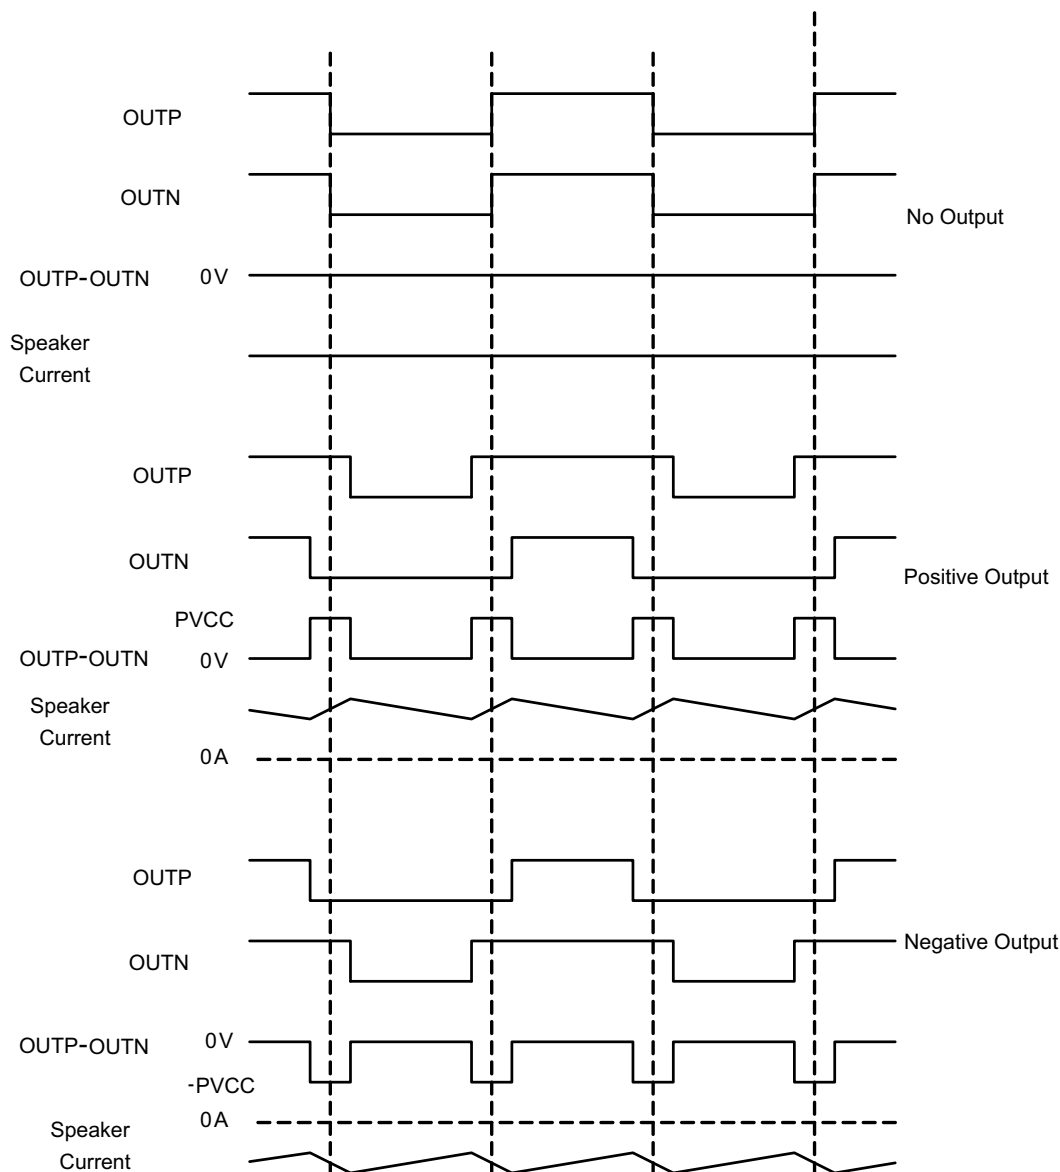 OUTP
OUTN
No Output
OUTP-OUTN 0V
Speaker
Current
OUTP
OUTN
Positive Output
PVCC
OUTP-OUTN 0V
Speaker
Current
0A
OUTP
OUTN
Negative Output
OUTP-OUTN 0V
-PVCC
0A
Speaker
Current